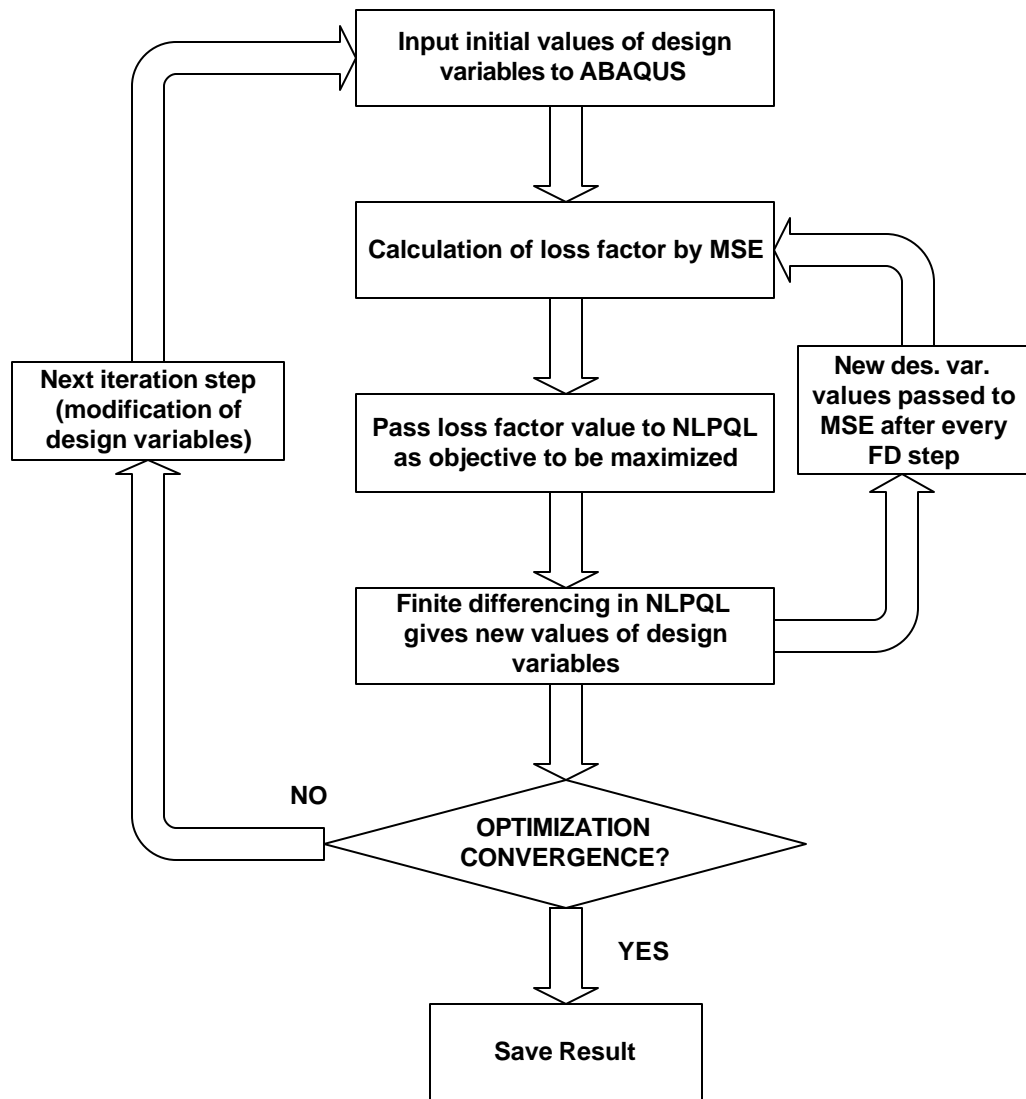 Input initial values of design
variables to ABAQUS
Calculation of loss factor by MSE
Next iteration step
(modification of
design variables)
New des. var.
values passed to
MSE after every
FD step
Pass loss factor value to NLPQL
as objective to be maximized
Finite differencing in NLPQL
gives new values of design
variables
NO
OPTIMIZATION
CONVERGENCE?
YES
Save Result